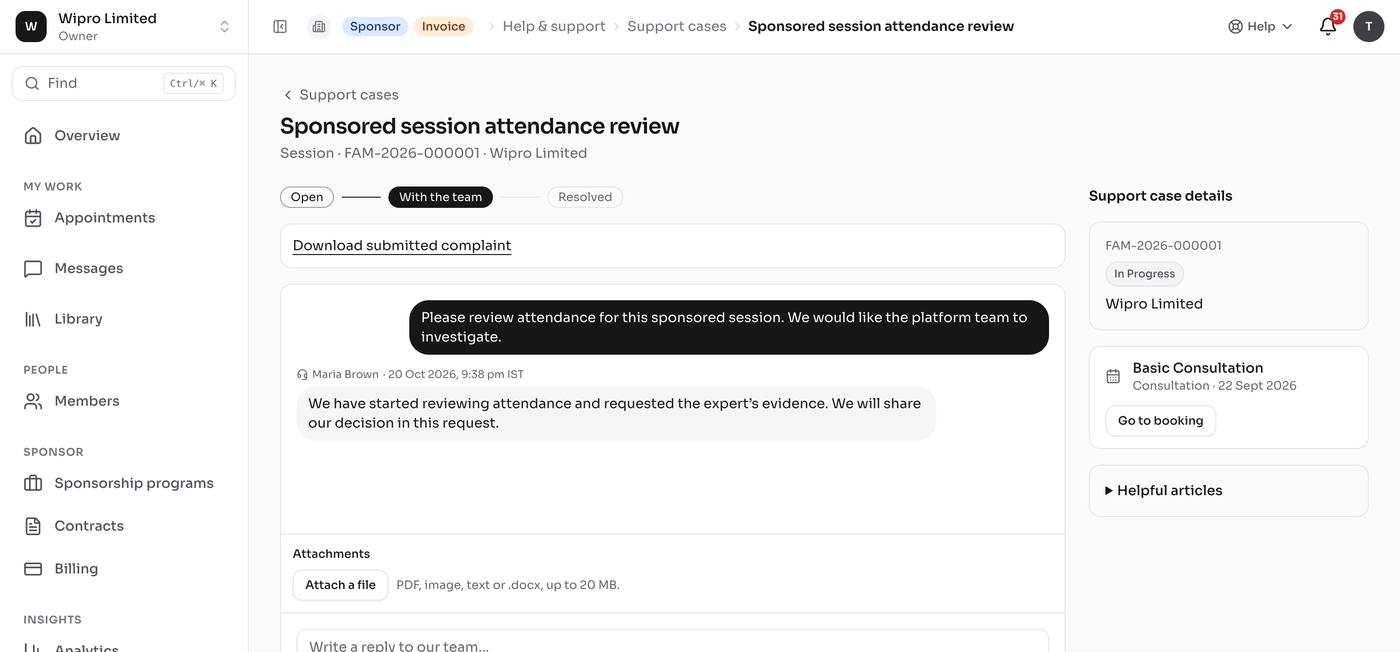 W
Wipro Limited
Owner
Find
Ctrl/⌘ K
Overview
MY WORK
Appointments
Messages
Library
PEOPLE
Members
SPONSOR
Sponsorship programs
Contracts
Billing
INSIGHTS
Analytics
Sponsor
Invoice
Help & support
Support cases
Sponsored session attendance review
Help
31
T
Support cases
Sponsored session attendance review
Session · FAM-2026-000001 · Wipro Limited
Open
With the team
Resolved
Download submitted complaint
Please review attendance for this sponsored session. We would like the platform team to
investigate.
Maria Brown · 20 Oct 2026, 9:38 pm IST
We have started reviewing attendance and requested the expert’s evidence. We will share
our decision in this request.
Attachments
Attach a file
PDF, image, text or .docx, up to 20 MB.
Write a reply to our team...
Support case details
FAM-2026-000001
In Progress
Wipro Limited
Basic Consultation
Consultation · 22 Sept 2026
Go to booking
Helpful articles